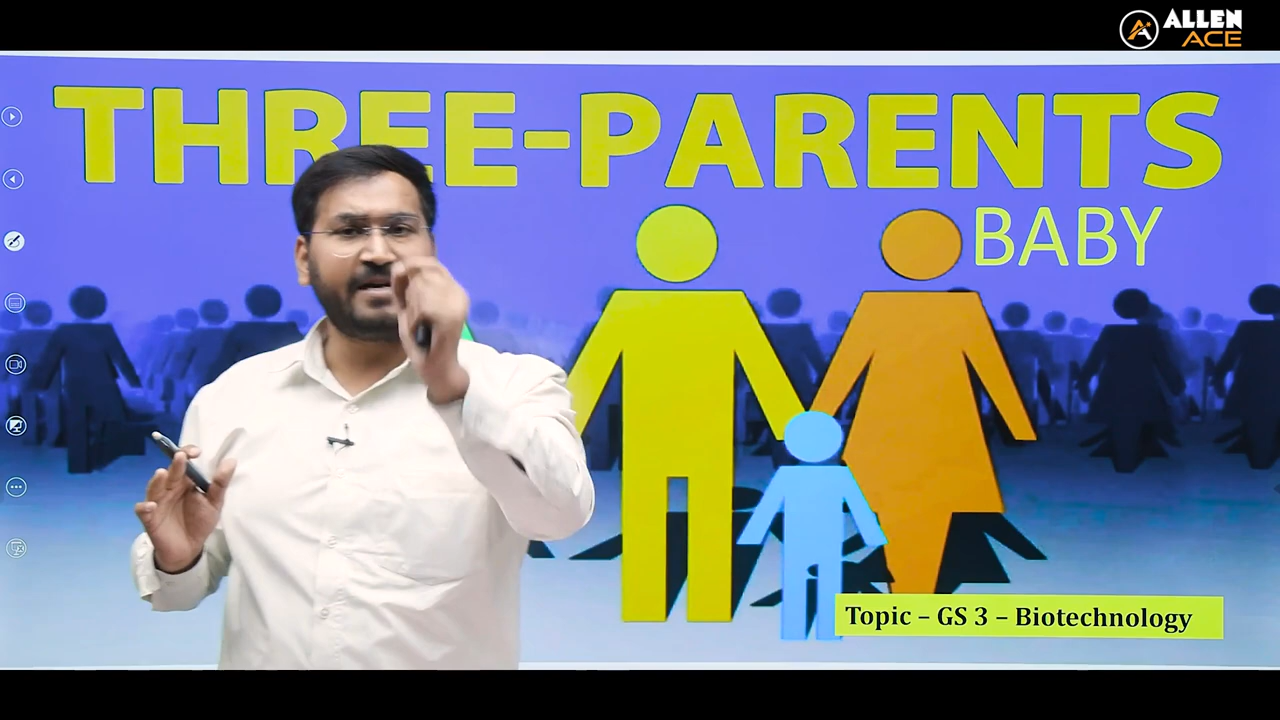 ALLEN
ACE
THREE-PARENTS
BABY
Topic – GS 3 – Biotechnology